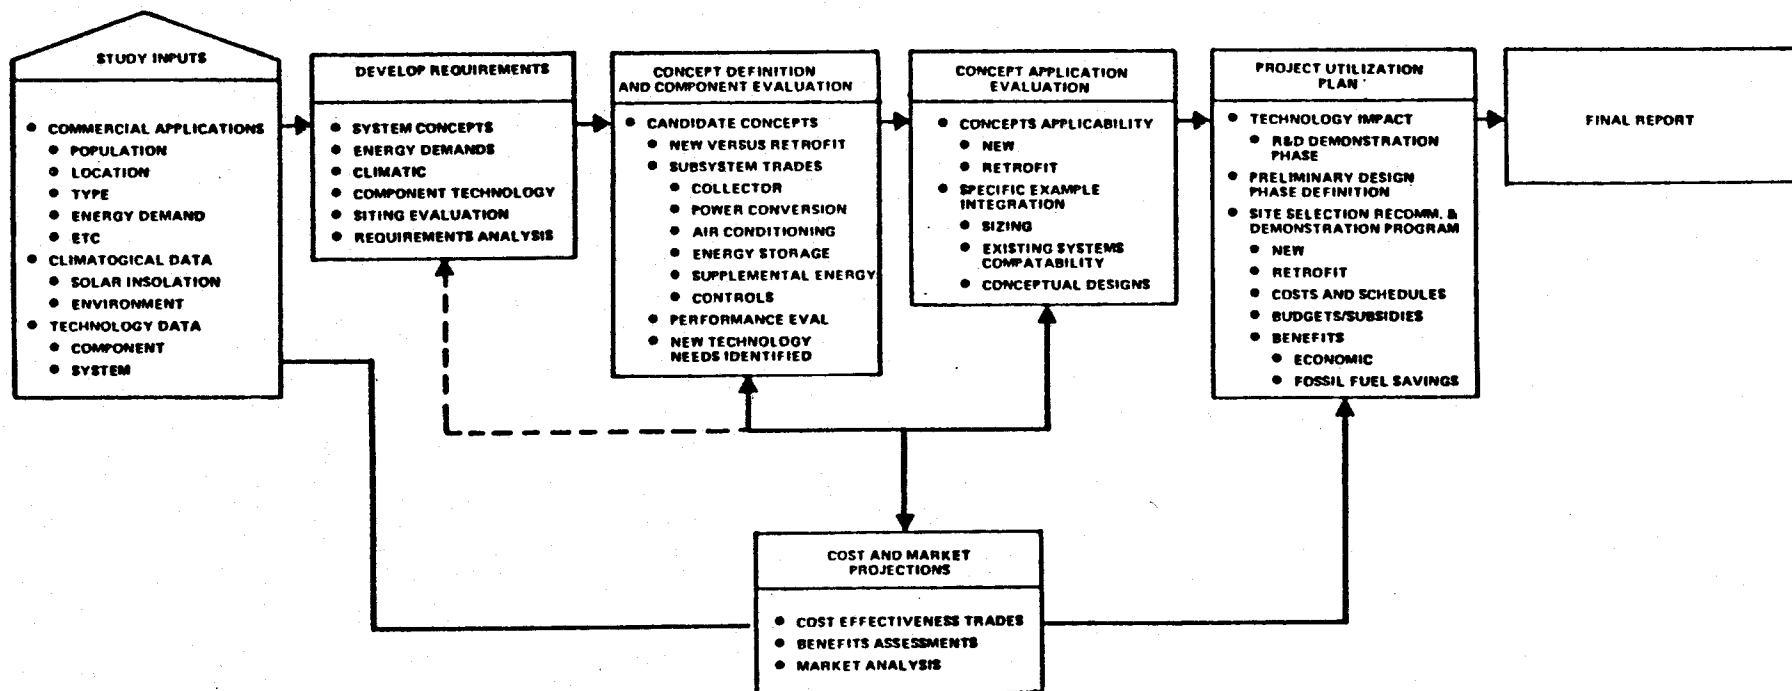 STUDY INPUTS
● COMMERCIAL APPLICATIONS
● POPULATION
● LOCATION
● TYPE
● ENERGY DEMAND
● ETC
● CLIMATOGICAL DATA
● SOLAR INSOLATION
● ENVIRONMENT
● TECHNOLOGY DATA
● COMPONENT
● SYSTEM
DEVELOP REQUIREMENTS
● SYSTEM CONCEPTS
● ENERGY DEMANDS
● CLIMATIC
● COMPONENT TECHNOLOGY
● SITING EVALUATION
● REQUIREMENTS ANALYSIS
CONCEPT DEFINITION
AND COMPONENT EVALUATION
● CANDIDATE CONCEPTS
● NEW VERSUS RETROFIT
● SUBSYSTEM TRADES
● COLLECTOR
● POWER CONVERSION
● AIR CONDITIONING
● ENERGY STORAGE
● SUPPLEMENTAL ENERGY
● CONTROLS
● PERFORMANCE EVAL
● NEW TECHNOLOGY
NEEDS IDENTIFIED
CONCEPT APPLICATION
EVALUATION
● CONCEPTS APPLICABILITY
● NEW
● RETROFIT
● SPECIFIC EXAMPLE
INTEGRATION
● SIZING
● EXISTING SYSTEMS
COMPATABILITY
● CONCEPTUAL DESIGNS
PROJECT UTILIZATION
PLAN
● TECHNOLOGY IMPACT
● R&D DEMONSTRATION
PHASE
● PRELIMINARY DESIGN
PHASE DEFINITION
● SITE SELECTION RECOMM. &
DEMONSTRATION PROGRAM
● NEW
● RETROFIT
● COSTS AND SCHEDULES
● BUDGETS/SUBSIDIES
● BENEFITS
● ECONOMIC
● FOSSIL FUEL SAVINGS
FINAL REPORT
COST AND MARKET
PROJECTIONS
● COST EFFECTIVENESS TRADES
● BENEFITS ASSESSMENTS
● MARKET ANALYSIS